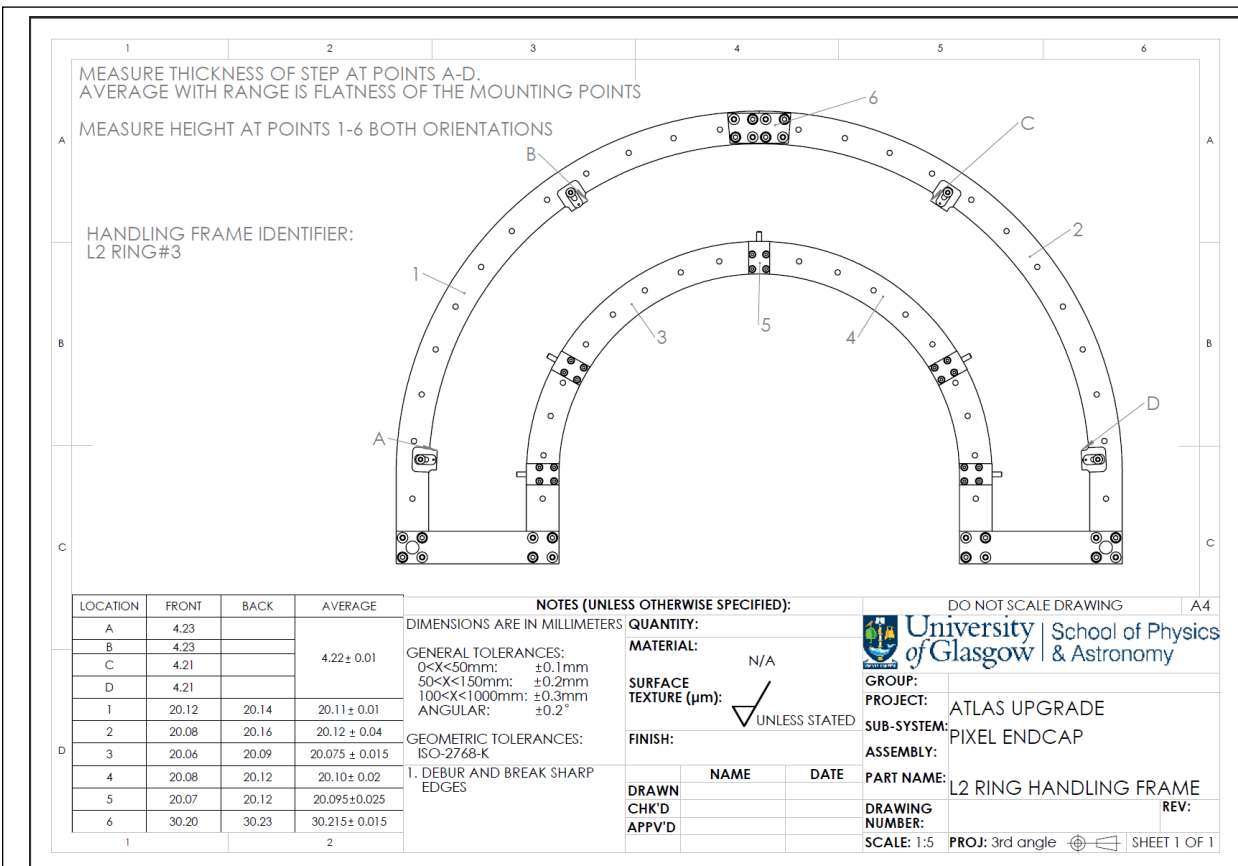 1 2 3 4 5 6
MEASURE THICKNESS OF STEP AT POINTS A-D.
AVERAGE WITH RANGE IS FLATNESS OF THE MOUNTING POINTS
MEASURE HEIGHT AT POINTS 1-6 BOTH ORIENTATIONS
HANDLING FRAME IDENTIFIER:
L2 RING#3
A A
B B
C C
D
6
C
B
2
1
3
5
4
A
D
LOCATION FRONT BACK AVERAGE
A 4.23
B 4.23
4.22± 0.01
C 4.21
D 4.21
1 20.12 20.14 20.11± 0.01
2 20.08 20.16 20.12 ± 0.04
3 20.06 20.09 20.075 ± 0.015
4 20.08 20.12 20.10± 0.02
5 20.07 20.12 20.095±0.025
6 30.20 30.23 30.215± 0.015
1 2
NOTES (UNLESS OTHERWISE SPECIFIED):
DIMENSIONS ARE IN MILLIMETERS
GENERAL TOLERANCES:
0<X<50mm: ±0.1mm
50<X<150mm: ±0.2mm
100<X<1000mm: ±0.3mm
ANGULAR: ±0.2°
GEOMETRIC TOLERANCES:
ISO-2768-K
1. DEBUR AND BREAK SHARP
EDGES
QUANTITY:
MATERIAL:
N/A
SURFACE
TEXTURE (µm):
UNLESS STATED
FINISH:
NAME DATE
DRAWN
CHK'D
APPV'D
DO NOT SCALE DRAWING A4
University of Glasgow
School of Physics
& Astronomy
GROUP:
PROJECT: ATLAS UPGRADE
SUB-SYSTEM: PIXEL ENDCAP
ASSEMBLY:
PART NAME: L2 RING HANDLING FRAME
DRAWING
NUMBER:
REV:
SCALE: 1:5 PROJ: 3rd angle SHEET 1 OF 1